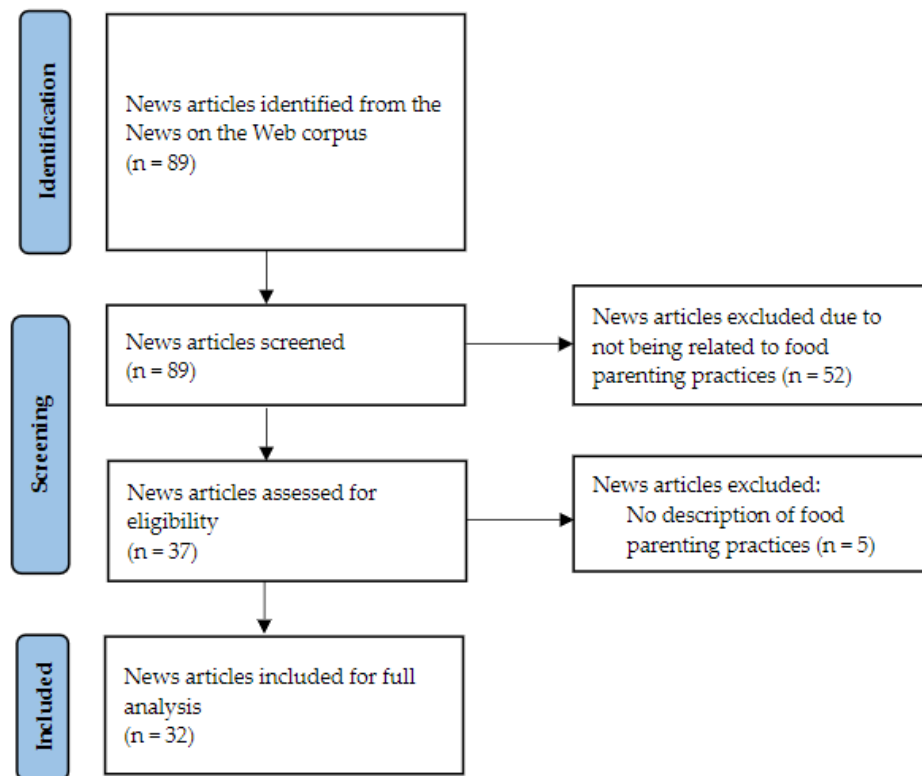 Identification
News articles identified from the
News on the Web corpus
(n = 89)
Screening
News articles screened
(n = 89)
News articles excluded due to
not being related to food
parenting practices (n = 52)
News articles assessed for
eligibility
(n = 37)
News articles excluded:
No description of food
parenting practices (n = 5)
Included
News articles included for full
analysis
(n = 32)